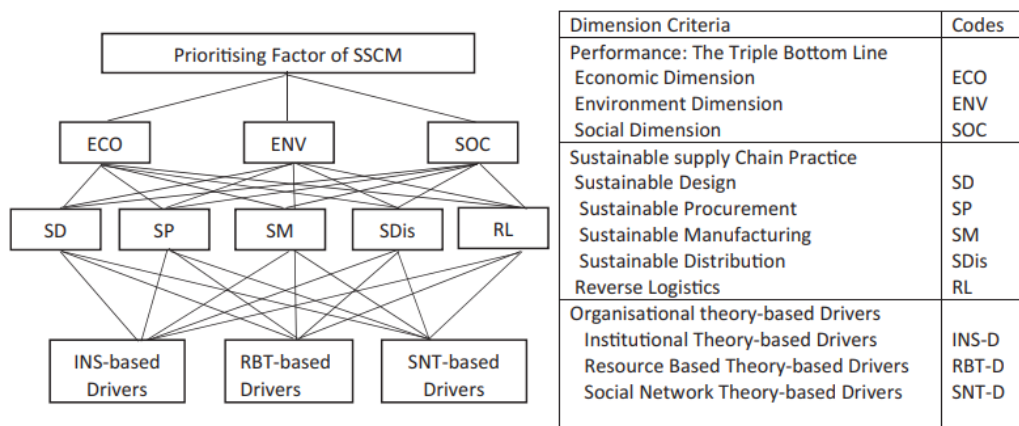 Prioritising Factor of SSCM
ECO
ENV
SOC
SD
SP
SM
SDis
RL
INS-based
Drivers
RBT-based
Drivers
SNT-based
Drivers
Dimension Criteria Codes
Performance: The Triple Bottom Line
Economic Dimension ECO
Environment Dimension ENV
Social Dimension SOC
Sustainable supply Chain Practice
Sustainable Design SD
Sustainable Procurement SP
Sustainable Manufacturing SM
Sustainable Distribution SDis
Reverse Logistics RL
Organisational theory-based Drivers
Institutional Theory-based Drivers INS-D
Resource Based Theory-based Drivers RBT-D
Social Network Theory-based Drivers SNT-D